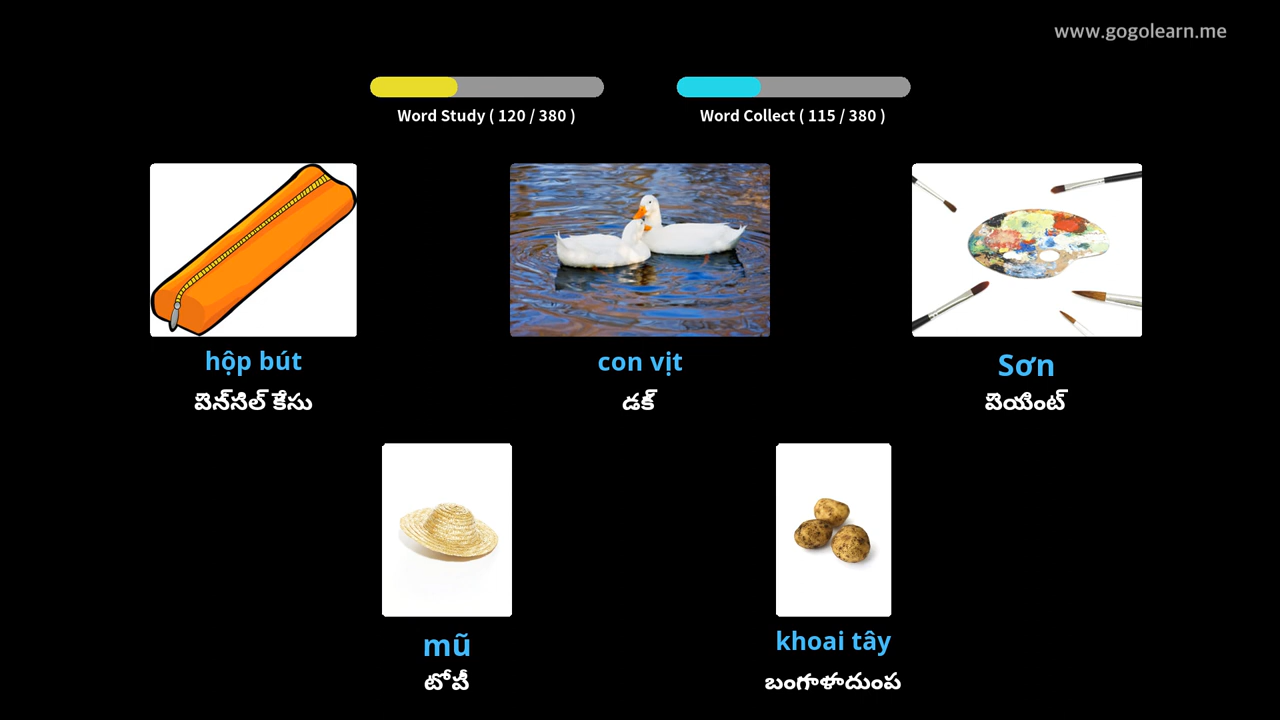 www.gogolearn.me
Word Study ( 120 / 380 )
Word Collect ( 115 / 380 )
hộp bút
పెన్‌సిల్ కేసు
con vịt
డక్
Sơn
పెయింట్
mũ
టోపీ
khoai tây
బంగాళాదుంప